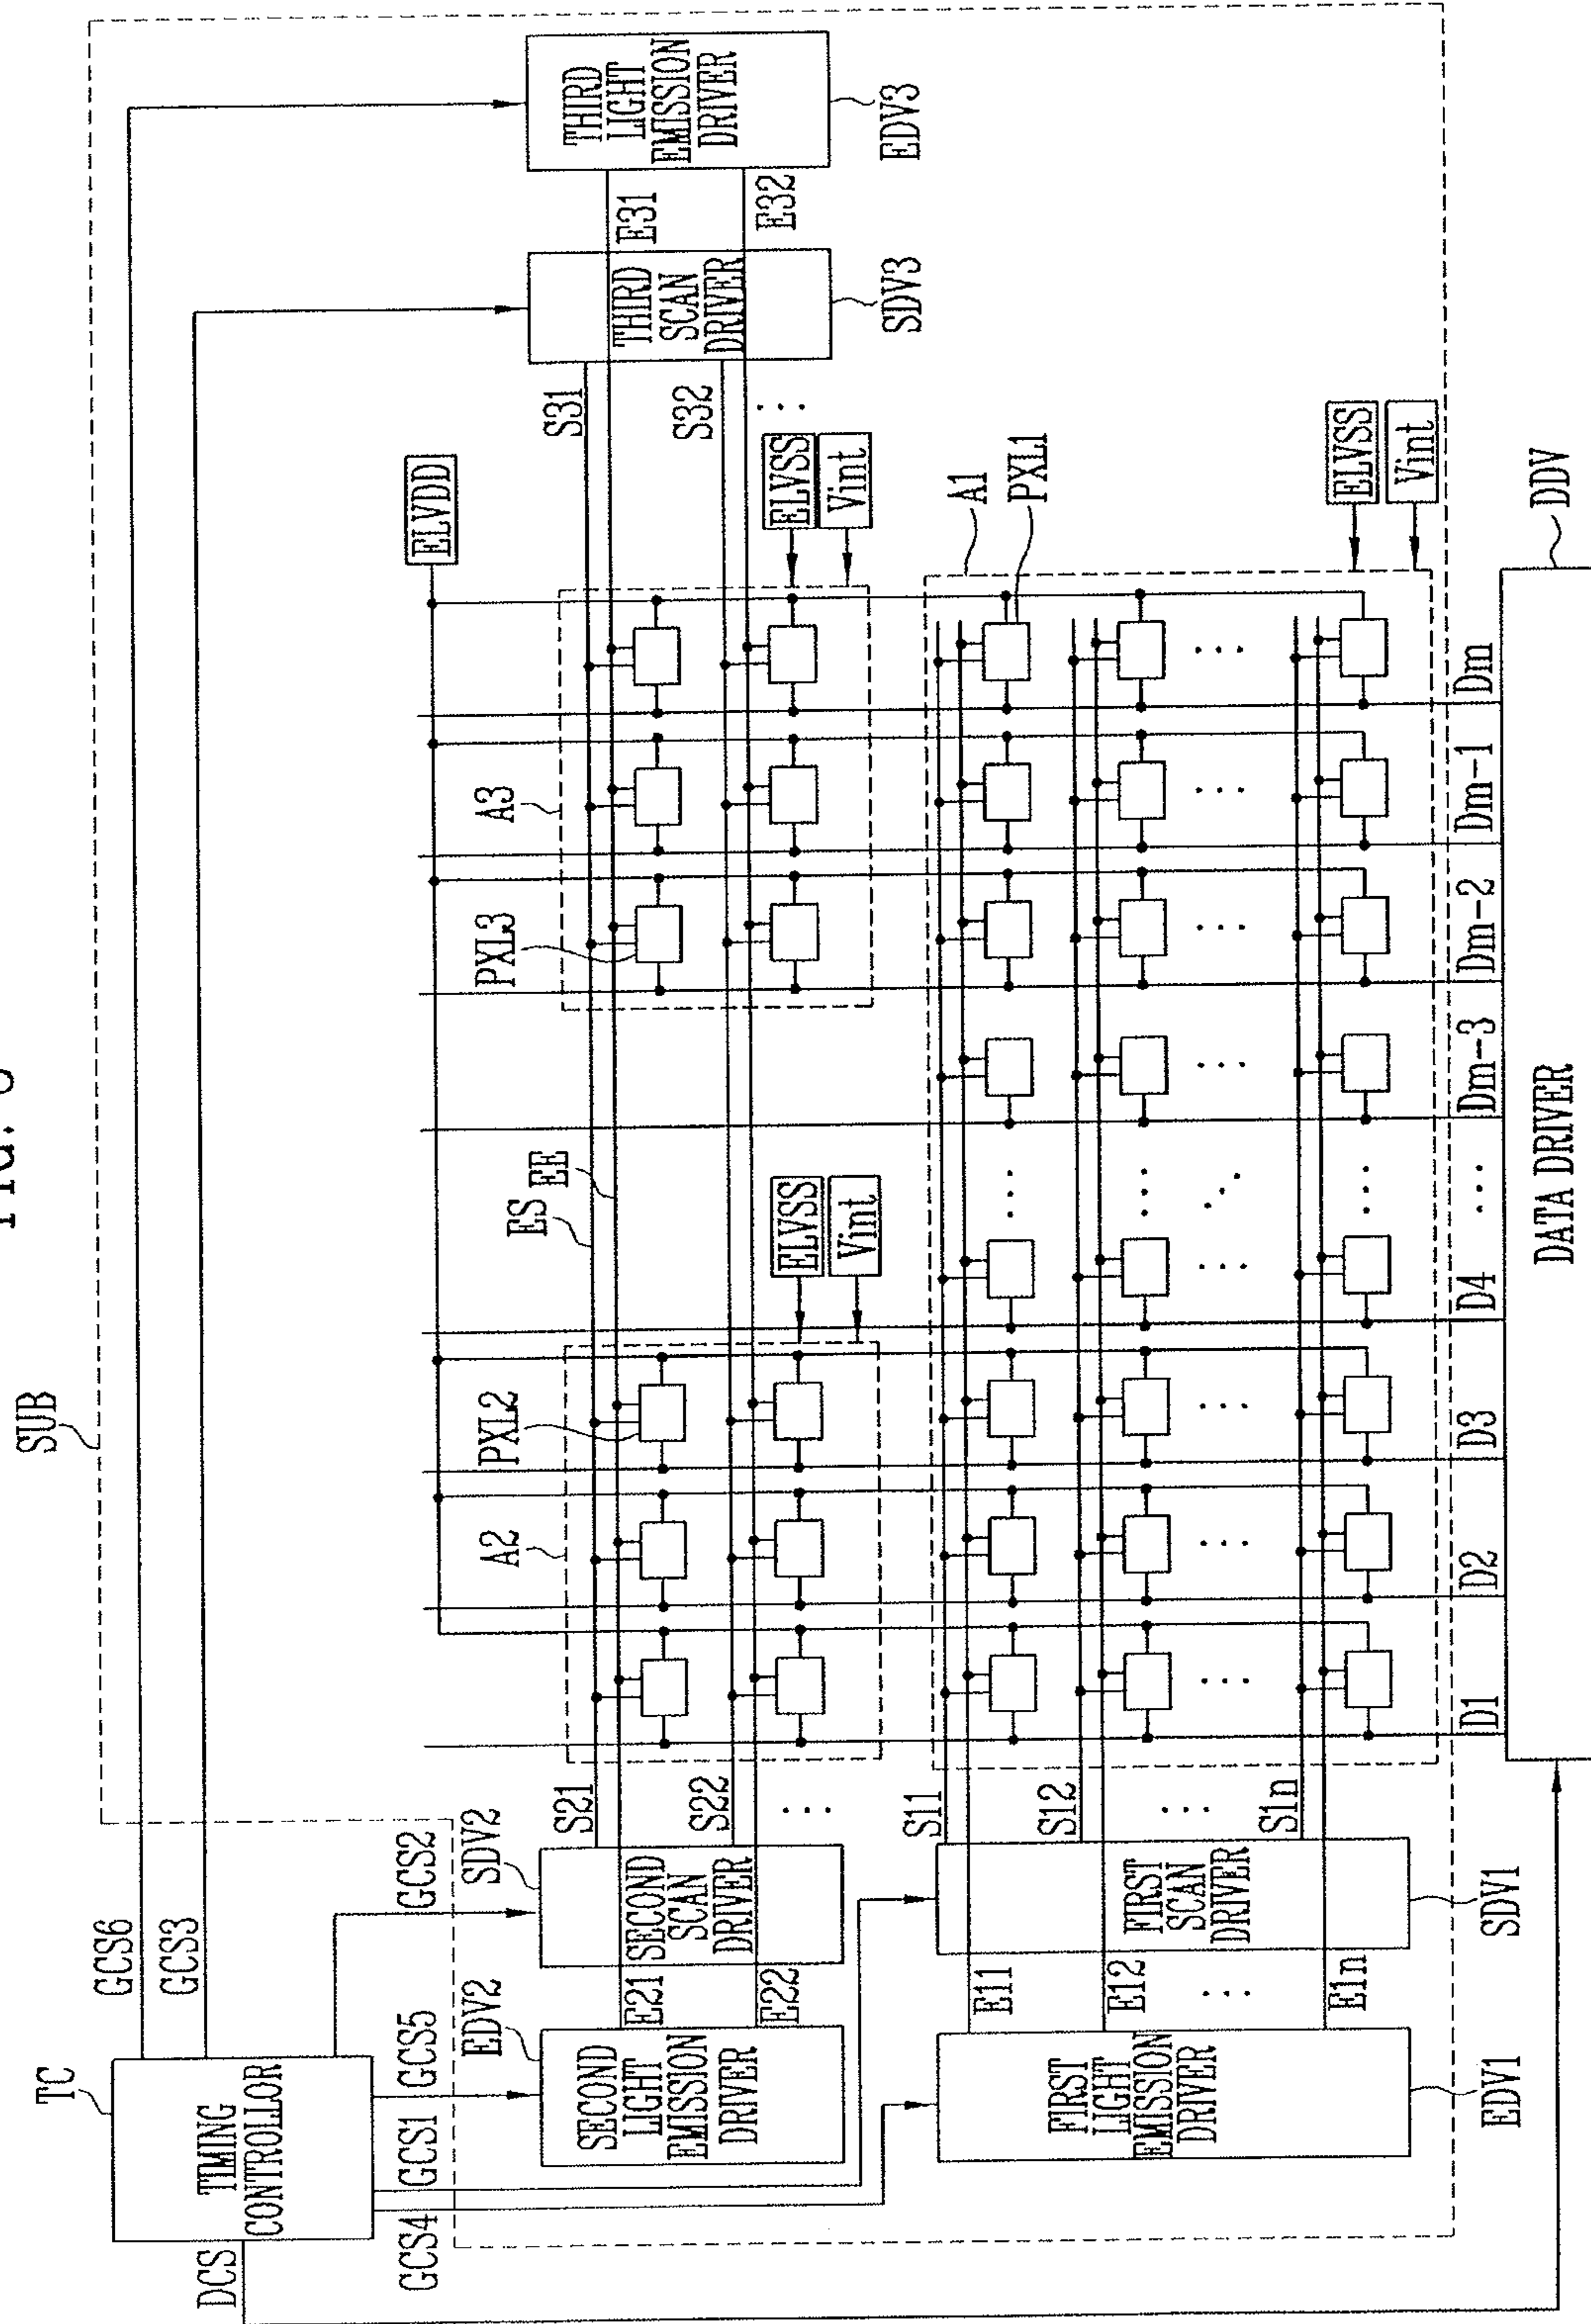 FIG.
SUB
TC
TIMING
CONTROLLOR
DCS
GCS6
GCS3
GCS2
GCS5
GCS1
GCS4
ELVDD
EDV2
SECOND
LIGHT
EMISSION
DRIVER
SDV2
SECOND
SCAN
DRIVER
E21
E22
S21
S22
...
A2
PXL2
ES
EE
ELVSS
Vint
PXL3
A3
ELVSS
Vint
S31
S32
...
THIRD
SCAN
DRIVER
SDV3
E31
E32
THIRD
LIGHT
EMISSION
DRIVER
EDV3
FIRST
LIGHT
EMISSION
DRIVER
EDV1
E11
E12
...
E1n
FIRST
SCAN
DRIVER
SDV1
S11
S12
...
S1n
A1
PXL1
ELVSS
Vint
D1
D2
D3
D4
...
Dm-3
Dm-2
Dm-1
Dm
DATA DRIVER
DDV